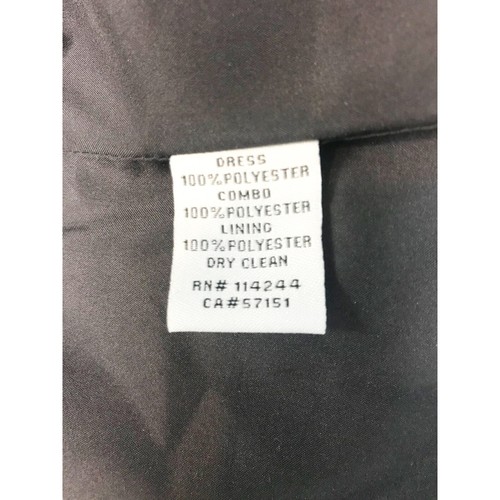 DRESS
100%POLYESTER
COMBO
100%POLYESTER
LINING
100%POLYESTER
DRY CLEAN
RN# 114244
CA#57151